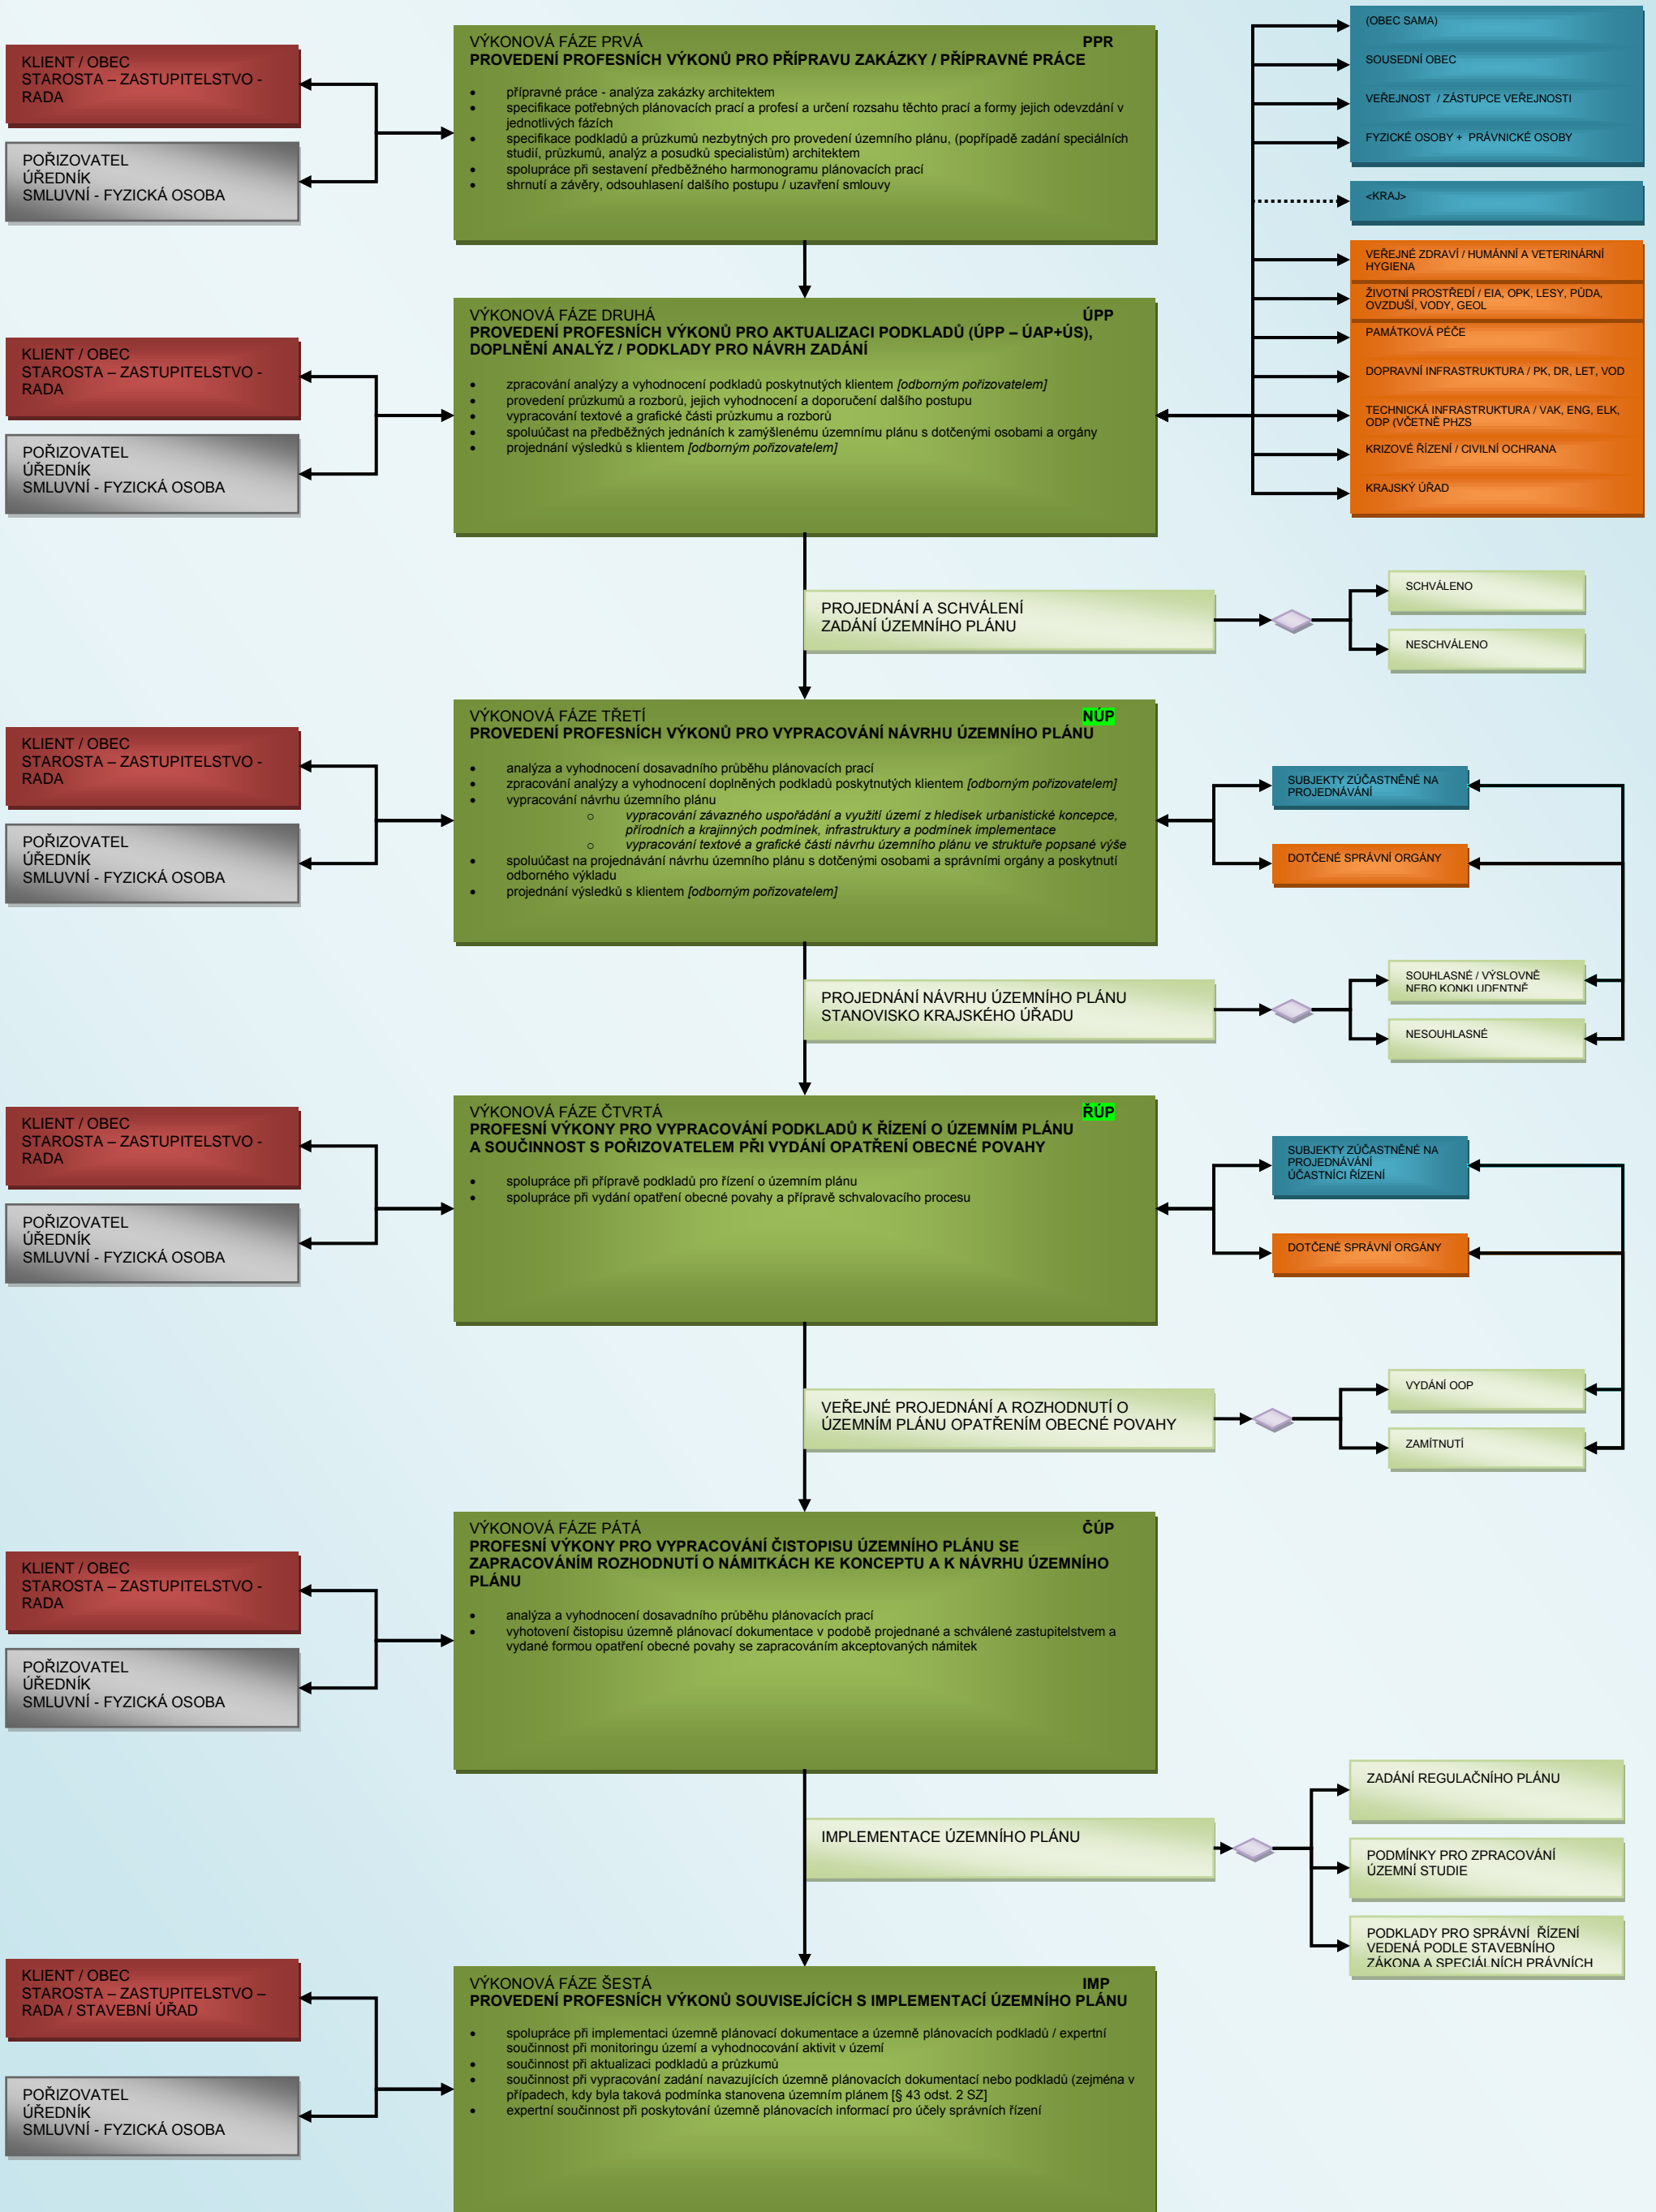 KLIENT / OBEC
STAROSTA – ZASTUPITELSTVO -
RADA
POŘIZOVATEL
ÚŘEDNÍK
SMLUVNÍ - FYZICKÁ OSOBA
VÝKONOVÁ FÁZE PRVÁ PPR
PROVEDENÍ PROFESNÍCH VÝKONŮ PRO PŘÍPRAVU ZAKÁZKY / PŘÍPRAVNÉ PRÁCE
• přípravné práce - analýza zakázky architektem
• specifikace potřebných plánovacích prací a profesí a určení rozsahu těchto prací a formy jejich odevzdání v
jednotlivých fázích
• specifikace podkladů a průzkumů nezbytných pro provedení územního plánu, (popřípadě zadání speciálních
studií, průzkumů, analýz a posudků specialistům) architektem
• spolupráce při sestavení předběžného harmonogramu plánovacích prací
• shrnutí a závěry, odsouhlasení dalšího postupu / uzavření smlouvy
(OBEC SAMA)
SOUSEDNÍ OBEC
VEŘEJNOST / ZÁSTUPCE VEŘEJNOSTI
FYZICKÉ OSOBY + PRÁVNICKÉ OSOBY
<KRAJ>
VEŘEJNÉ ZDRAVÍ / HUMÁNNÍ A VETERINÁRNÍ
HYGIENA
ŽIVOTNÍ PROSTŘEDÍ / EIA, OPK, LESY, PŮDA,
OVZDUŠÍ, VODY, GEOL
PAMÁTKOVÁ PÉČE
DOPRAVNÍ INFRASTRUKTURA / PK, DR, LET, VOD
TECHNICKÁ INFRASTRUKTURA / VAK, ENG, ELK,
ODP (VČETNĚ PHZS
KRIZOVÉ ŘÍZENÍ / CIVILNÍ OCHRANA
KRAJSKÝ ÚŘAD
KLIENT / OBEC
STAROSTA – ZASTUPITELSTVO -
RADA
POŘIZOVATEL
ÚŘEDNÍK
SMLUVNÍ - FYZICKÁ OSOBA
VÝKONOVÁ FÁZE DRUHÁ ÚPP
PROVEDENÍ PROFESNÍCH VÝKONŮ PRO AKTUALIZACI PODKLADŮ (ÚPP – ÚAP+ÚS),
DOPLNĚNÍ ANALÝZ / PODKLADY PRO NÁVRH ZADÁNÍ
• zpracování analýzy a vyhodnocení podkladů poskytnutých klientem [odborným pořizovatelem]
• provedení průzkumů a rozborů, jejich vyhodnocení a doporučení dalšího postupu
• vypracování textové a grafické části průzkumu a rozborů
• spoluúčast na předběžných jednáních k zamýšlenému územnímu plánu s dotčenými osobami a orgány
• projednání výsledků s klientem [odborným pořizovatelem]
PROJEDNÁNÍ A SCHVÁLENÍ
ZADÁNÍ ÚZEMNÍHO PLÁNU
SCHVÁLENO
NESCHVÁLENO
KLIENT / OBEC
STAROSTA – ZASTUPITELSTVO -
RADA
POŘIZOVATEL
ÚŘEDNÍK
SMLUVNÍ - FYZICKÁ OSOBA
VÝKONOVÁ FÁZE TŘETÍ NÚP
PROVEDENÍ PROFESNÍCH VÝKONŮ PRO VYPRACOVÁNÍ NÁVRHU ÚZEMNÍHO PLÁNU
• analýza a vyhodnocení dosavadního průběhu plánovacích prací
• zpracování analýzy a vyhodnocení doplněných podkladů poskytnutých klientem [odborným pořizovatelem]
• vypracování návrhu územního plánu
o vypracování závazného uspořádání a využití území z hledisek urbanistické koncepce,
přírodních a krajinných podmínek, infrastruktury a podmínek implementace
o vypracování textové a grafické části návrhu územního plánu ve struktuře popsané výše
• spoluúčast na projednávání návrhu územního plánu s dotčenými osobami a správními orgány a poskytnutí
odborného výkladu
• projednání výsledků s klientem [odborným pořizovatelem]
SUBJEKTY ZÚČASTNĚNÉ NA
PROJEDNÁVÁNÍ
DOTČENÉ SPRÁVNÍ ORGÁNY
PROJEDNÁNÍ NÁVRHU ÚZEMNÍHO PLÁNU
STANOVISKO KRAJSKÉHO ÚŘADU
SOUHLASNÉ / VÝSLOVNĚ
NEBO KONKLUDENTNĚ
NESOUHLASNÉ
KLIENT / OBEC
STAROSTA – ZASTUPITELSTVO -
RADA
POŘIZOVATEL
ÚŘEDNÍK
SMLUVNÍ - FYZICKÁ OSOBA
VÝKONOVÁ FÁZE ČTVRTÁ ŘÚP
PROFESNÍ VÝKONY PRO VYPRACOVÁNÍ PODKLADŮ K ŘÍZENÍ O ÚZEMNÍM PLÁNU
A SOUČINNOST S POŘIZOVATELEM PŘI VYDÁNÍ OPATŘENÍ OBECNÉ POVAHY
• spolupráce při přípravě podkladů pro řízení o územním plánu
• spolupráce při vydání opatření obecné povahy a přípravě schvalovacího procesu
SUBJEKTY ZÚČASTNĚNÉ NA
PROJEDNÁVÁNÍ
ÚČASTNÍCI ŘÍZENÍ
DOTČENÉ SPRÁVNÍ ORGÁNY
VEŘEJNÉ PROJEDNÁNÍ A ROZHODNUTÍ O
ÚZEMNÍM PLÁNU OPATŘENÍM OBECNÉ POVAHY
VYDÁNÍ OOP
ZAMÍTNUTÍ
KLIENT / OBEC
STAROSTA – ZASTUPITELSTVO -
RADA
POŘIZOVATEL
ÚŘEDNÍK
SMLUVNÍ - FYZICKÁ OSOBA
VÝKONOVÁ FÁZE PÁTÁ ČÚP
PROFESNÍ VÝKONY PRO VYPRACOVÁNÍ ČISTOPISU ÚZEMNÍHO PLÁNU SE
ZAPRACOVÁNÍM ROZHODNUTÍ O NÁMITKÁCH KE KONCEPTU A K NÁVRHU ÚZEMNÍHO
PLÁNU
• analýza a vyhodnocení dosavadního průběhu plánovacích prací
• vyhotovení čistopisu územně plánovací dokumentace v podobě projednané a schválené zastupitelstvem a
vydané formou opatření obecné povahy se zapracováním akceptovaných námitek
IMPLEMENTACE ÚZEMNÍHO PLÁNU
ZADÁNÍ REGULAČNÍHO PLÁNU
PODMÍNKY PRO ZPRACOVÁNÍ
ÚZEMNÍ STUDIE
PODKLADY PRO SPRÁVNÍ ŘÍZENÍ
VEDENÁ PODLE STAVEBNÍHO
ZÁKONA A SPECIÁLNÍCH PRÁVNÍCH
KLIENT / OBEC
STAROSTA – ZASTUPITELSTVO –
RADA / STAVEBNÍ ÚŘAD
POŘIZOVATEL
ÚŘEDNÍK
SMLUVNÍ - FYZICKÁ OSOBA
VÝKONOVÁ FÁZE ŠESTÁ IMP
PROVEDENÍ PROFESNÍCH VÝKONŮ SOUVISEJÍCÍCH S IMPLEMENTACÍ ÚZEMNÍHO PLÁNU
• spolupráce při implementaci územně plánovací dokumentace a územně plánovacích podkladů / expertní
součinnost při monitoringu území a vyhodnocování aktivit v území
• součinnost při aktualizaci podkladů a průzkumů
• součinnost při vypracování zadání navazujících územně plánovacích dokumentací nebo podkladů (zejména v
případech, kdy byla taková podmínka stanovena územním plánem [§ 43 odst. 2 SZ]
• expertní součinnost při poskytování územně plánovacích informací pro účely správních řízení